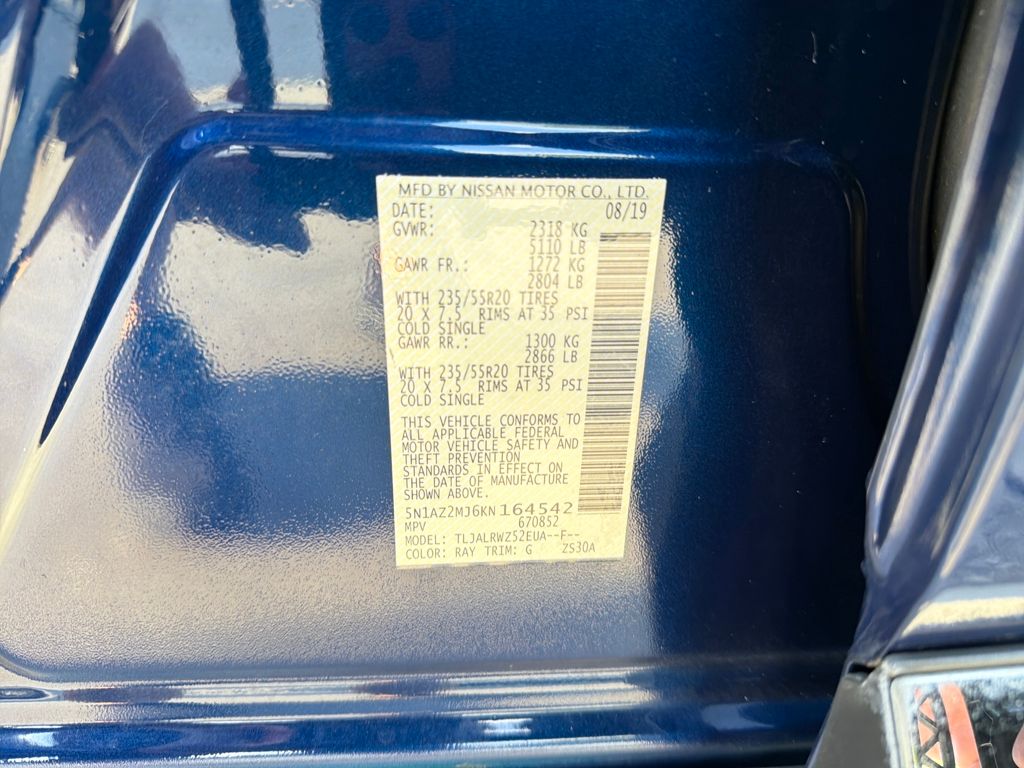 MFD BY NISSAN MOTOR CO., LTD.
DATE: 08/19
GVWR: 2318 KG
5110 LB
GAWR FR.: 1272 KG
2804 LB
WITH 235/55R20 TIRES
20 X 7.5 RIMS AT 35 PSI
COLD SINGLE
GAWR RR.: 1300 KG
2866 LB
WITH 235/55R20 TIRES
20 X 7.5 RIMS AT 35 PSI
COLD SINGLE
THIS VEHICLE CONFORMS TO
ALL APPLICABLE FEDERAL
MOTOR VEHICLE SAFETY AND
THEFT PREVENTION
STANDARDS IN EFFECT ON
THE DATE OF MANUFACTURE
SHOWN ABOVE.
5N1AZ2MJ6KN164542
MPV 670852
MODEL: TLJALRWZ52EUA--F--
COLOR: RAY TRIM: G ZS30A